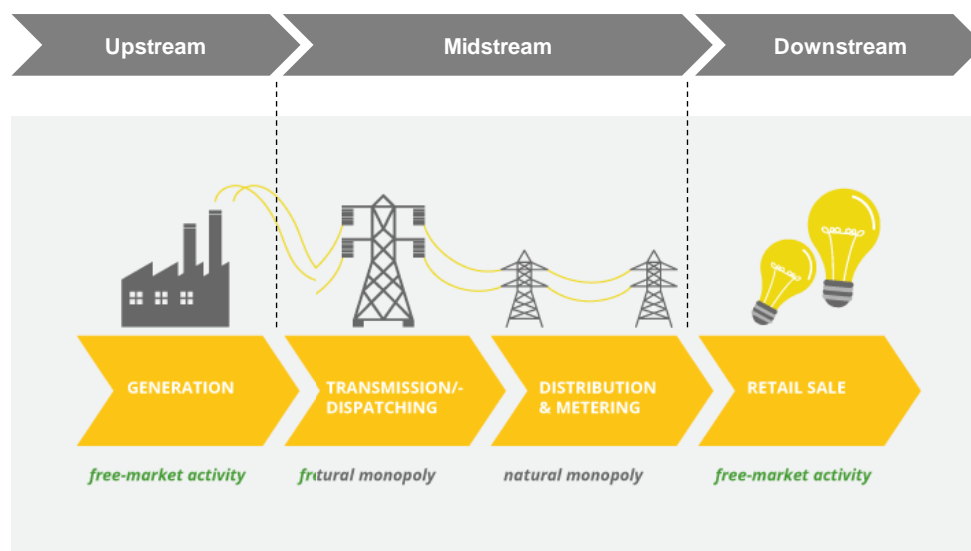 Upstream
Midstream
Downstream
GENERATION
TRANSMISSION/-
DISPATCHING
DISTRIBUTION
& METERING
RETAIL SALE
free-market activity
frtural monopoly
natural monopoly
free-market activity